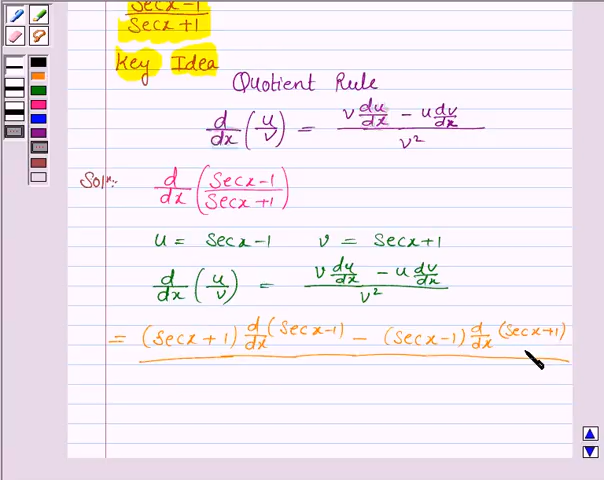 Secx-1
Secx+1
Key Idea
Quotient Rule
d/dx (u/v) = (v du/dx - u dv/dx)/v²
Soln:
d/dx (Secx-1/Secx+1)
u = Secx-1 v = Secx+1
d/dx (u/v) = (v du/dx - u dv/dx)/v²
= (Secx+1) d/dx (Secx-1) - (Secx-1) d/dx (Secx+1)